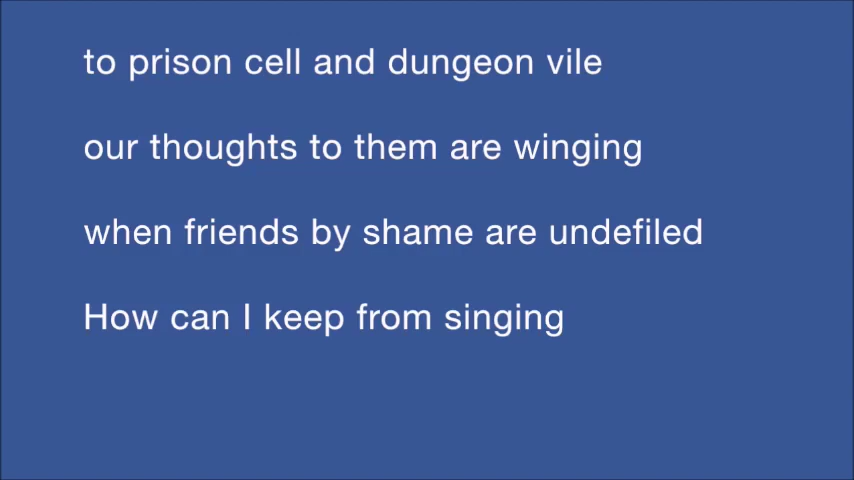 to prison cell and dungeon vile
our thoughts to them are winging
when friends by shame are undefiled
How can I keep from singing